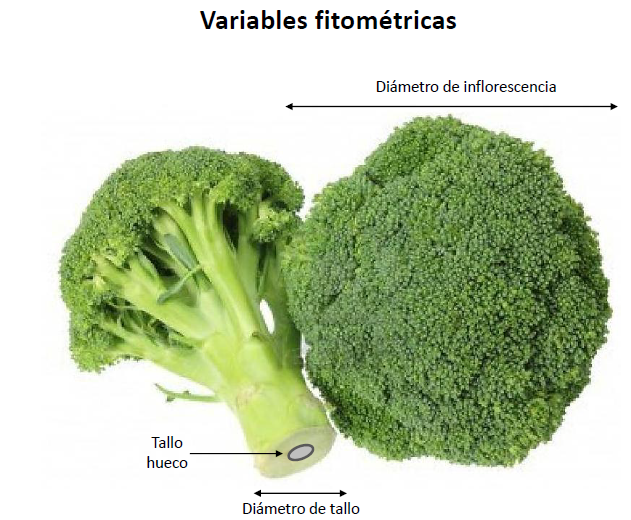 Variables fitométricas
Diámetro de inflorescencia
Tallo
hueco
Diámetro de tallo